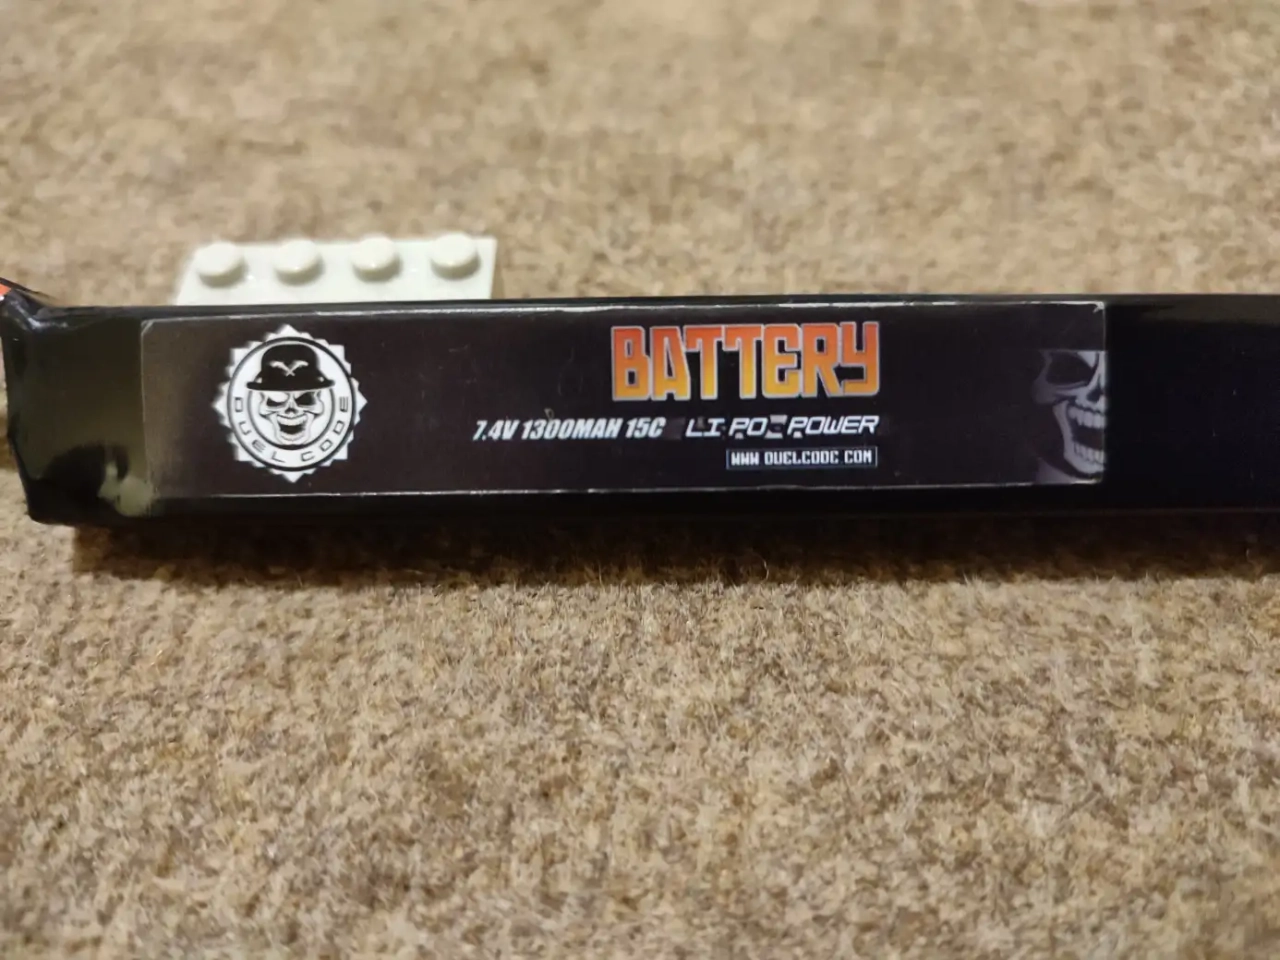 DUEL CODE
BATTERY
7.4V 1300MAH 15C LI-PO POWER
WWW DUELCODE COM